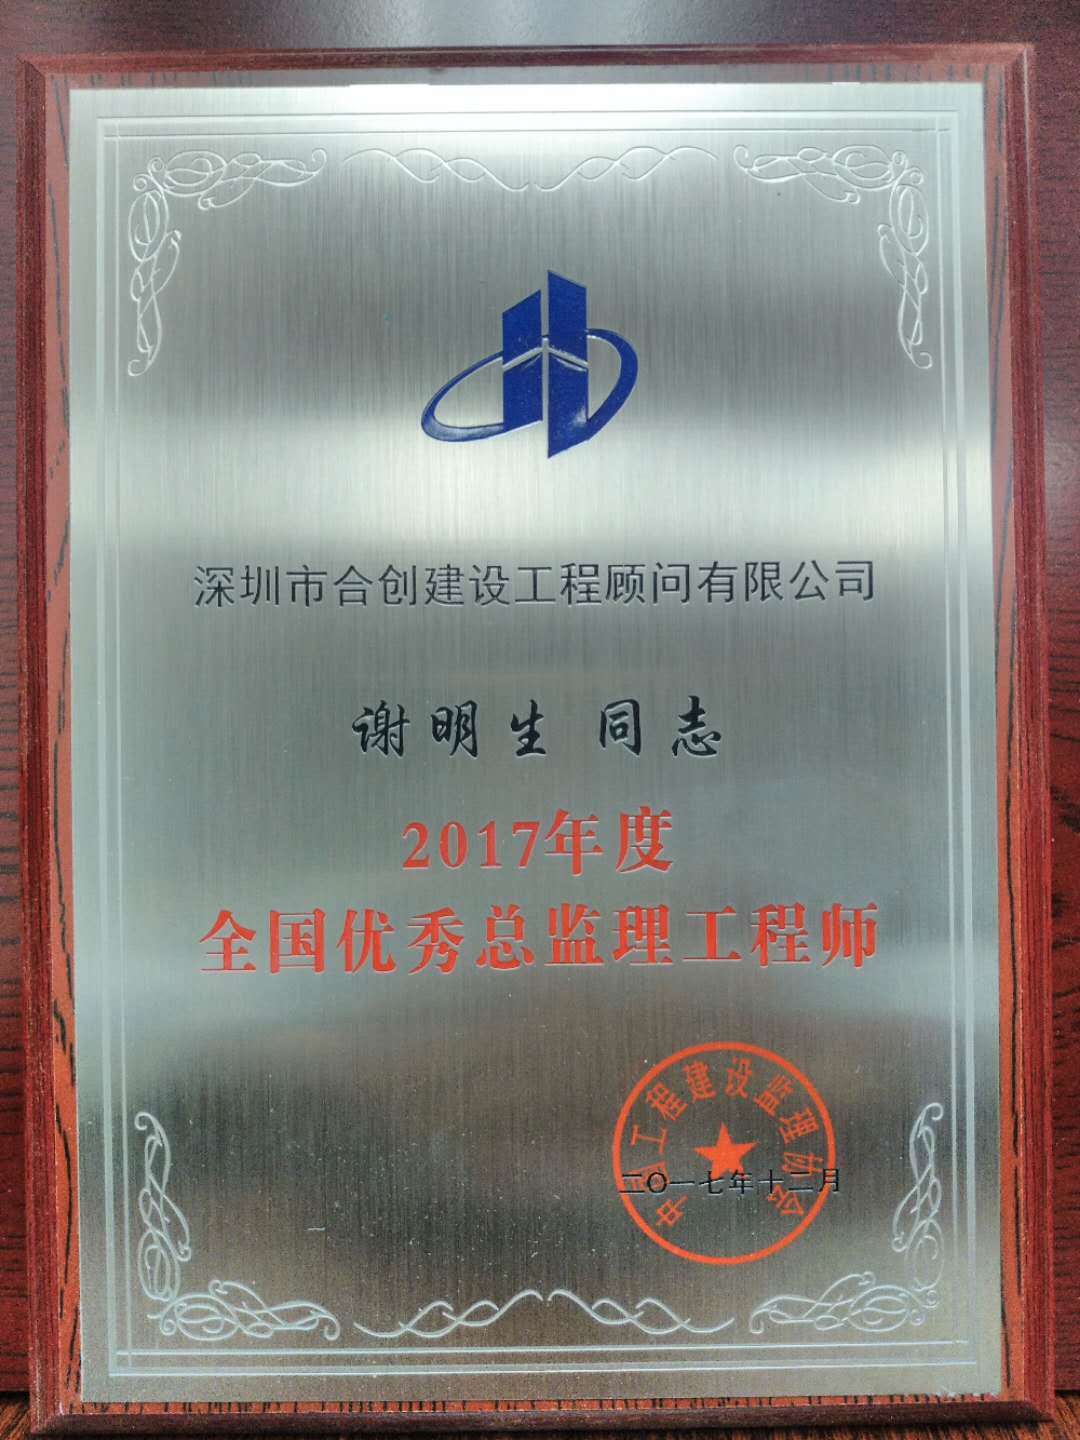 深圳市合创建设工程顾问有限公司
谢明生 同志
2017年度
全国优秀总监理工程师
中国工程建设监理协会
二〇一七年十二月